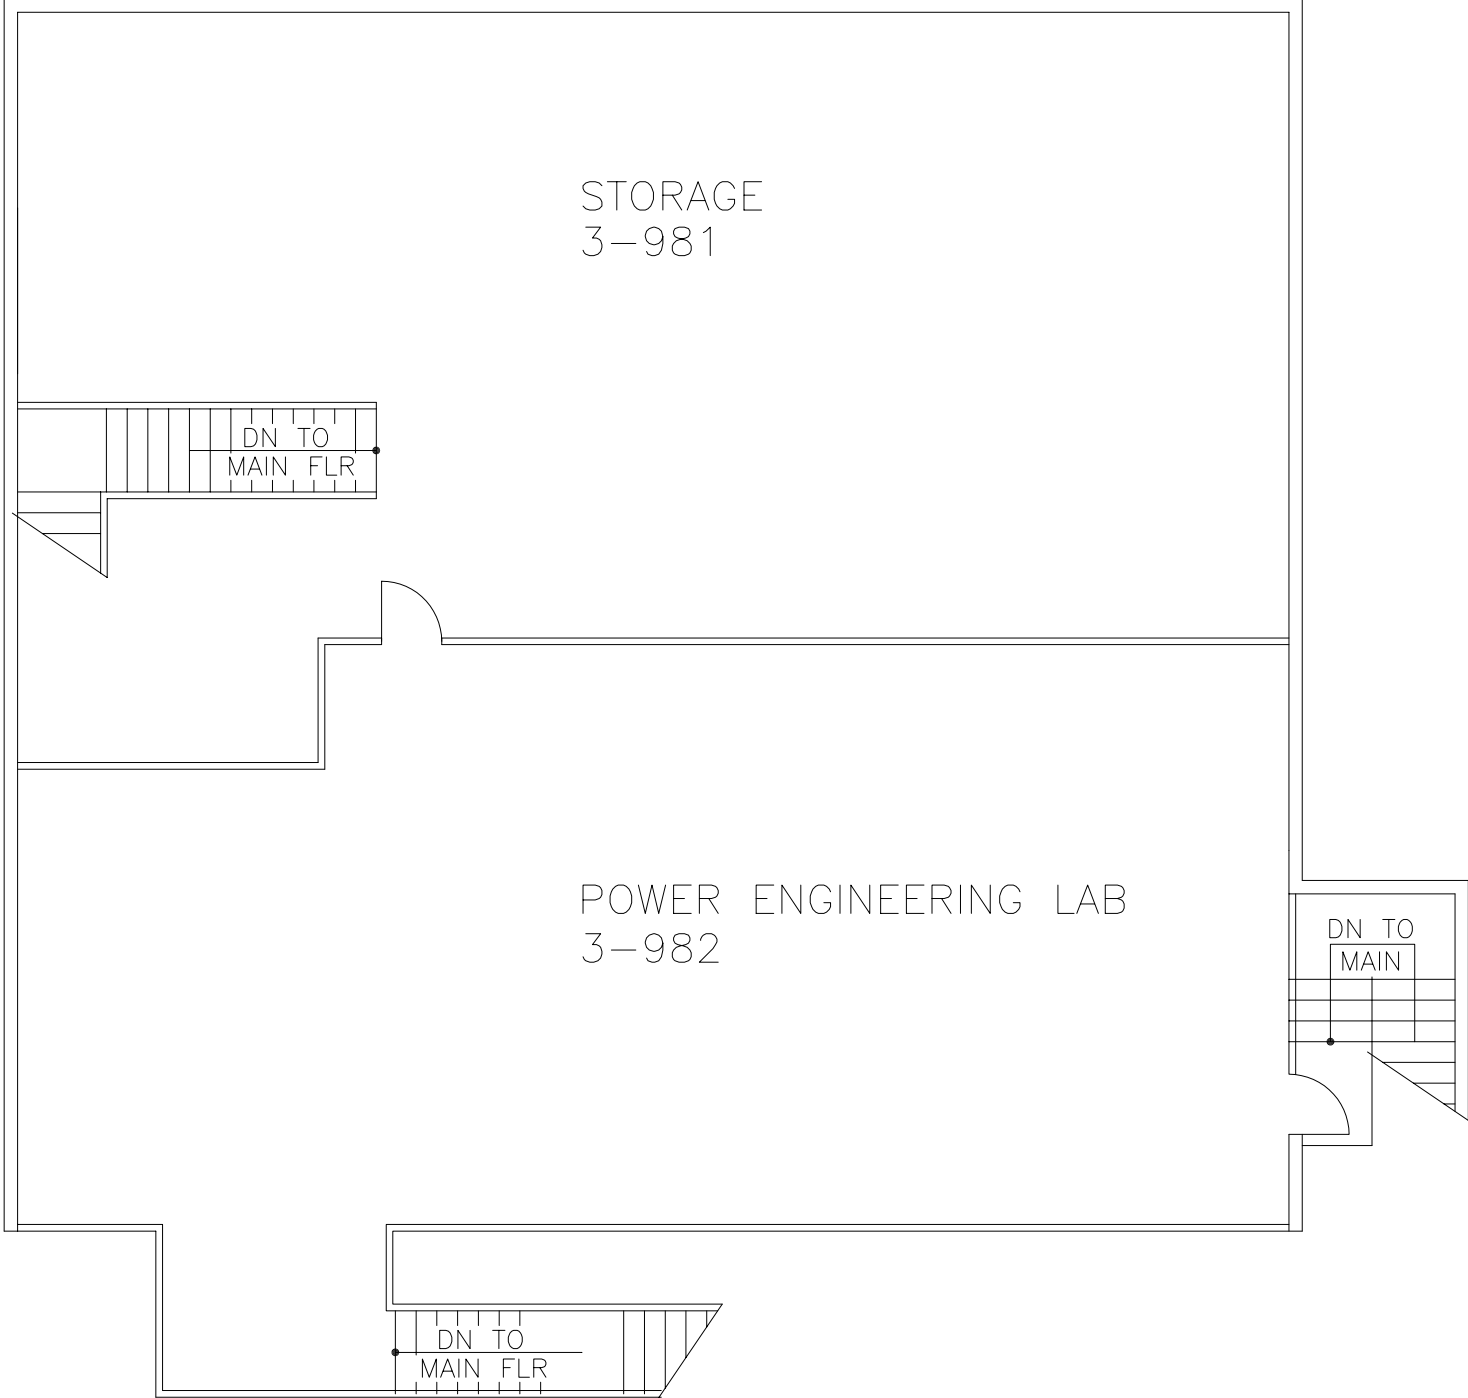 STORAGE
3-981
DN TO
MAIN FLR
POWER ENGINEERING LAB
3-982
DN TO
MAIN
DN TO
MAIN FLR